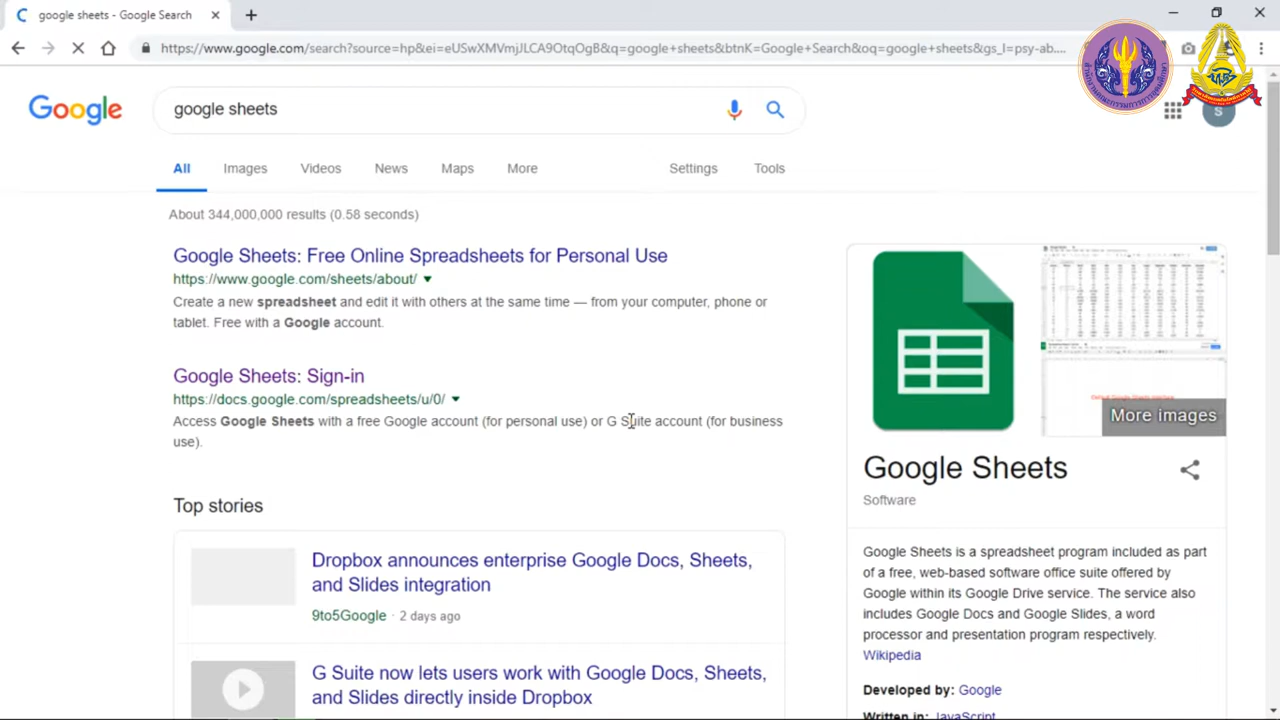 google sheets - Google Search
https://www.google.com/search?source=hp&ei=eUSwXMVmjJLCA9OtqOgB&q=google+sheets&btnK=Google+Search&oq=google+sheets&gs_l=psy-ab....
Google
google sheets
S
All Images Videos News Maps More Settings Tools
About 344,000,000 results (0.58 seconds)
Google Sheets: Free Online Spreadsheets for Personal Use
https://www.google.com/sheets/about/
Create a new spreadsheet and edit it with others at the same time — from your computer, phone or
tablet. Free with a Google account.
Google Sheets: Sign-in
https://docs.google.com/spreadsheets/u/0/
Access Google Sheets with a free Google account (for personal use) or G Suite account (for business
use).
Top stories
Dropbox announces enterprise Google Docs, Sheets,
and Slides integration
9to5Google · 2 days ago
G Suite now lets users work with Google Docs, Sheets,
and Slides directly inside Dropbox
More images
Google Sheets
Software
Google Sheets is a spreadsheet program included as part
of a free, web-based software office suite offered by
Google within its Google Drive service. The service also
includes Google Docs and Google Slides, a word
processor and presentation program respectively.
Wikipedia
Developed by: Google
Written in: JavaScript